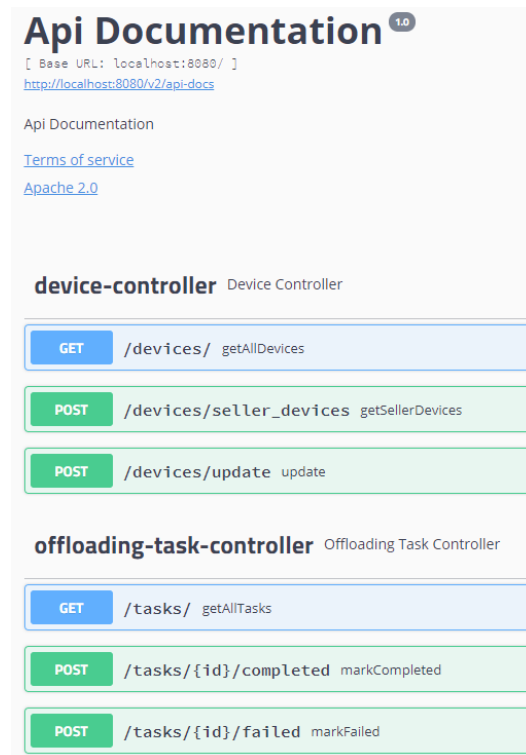 Api Documentation 1.0
[ Base URL: localhost:8080/ ]
http://localhost:8080/v2/api-docs
Api Documentation
Terms of service
Apache 2.0
device-controller Device Controller
GET /devices/ getAllDevices
POST /devices/seller_devices getSellerDevices
POST /devices/update update
offloading-task-controller Offloading Task Controller
GET /tasks/ getAllTasks
POST /tasks/{id}/completed markCompleted
POST /tasks/{id}/failed markFailed